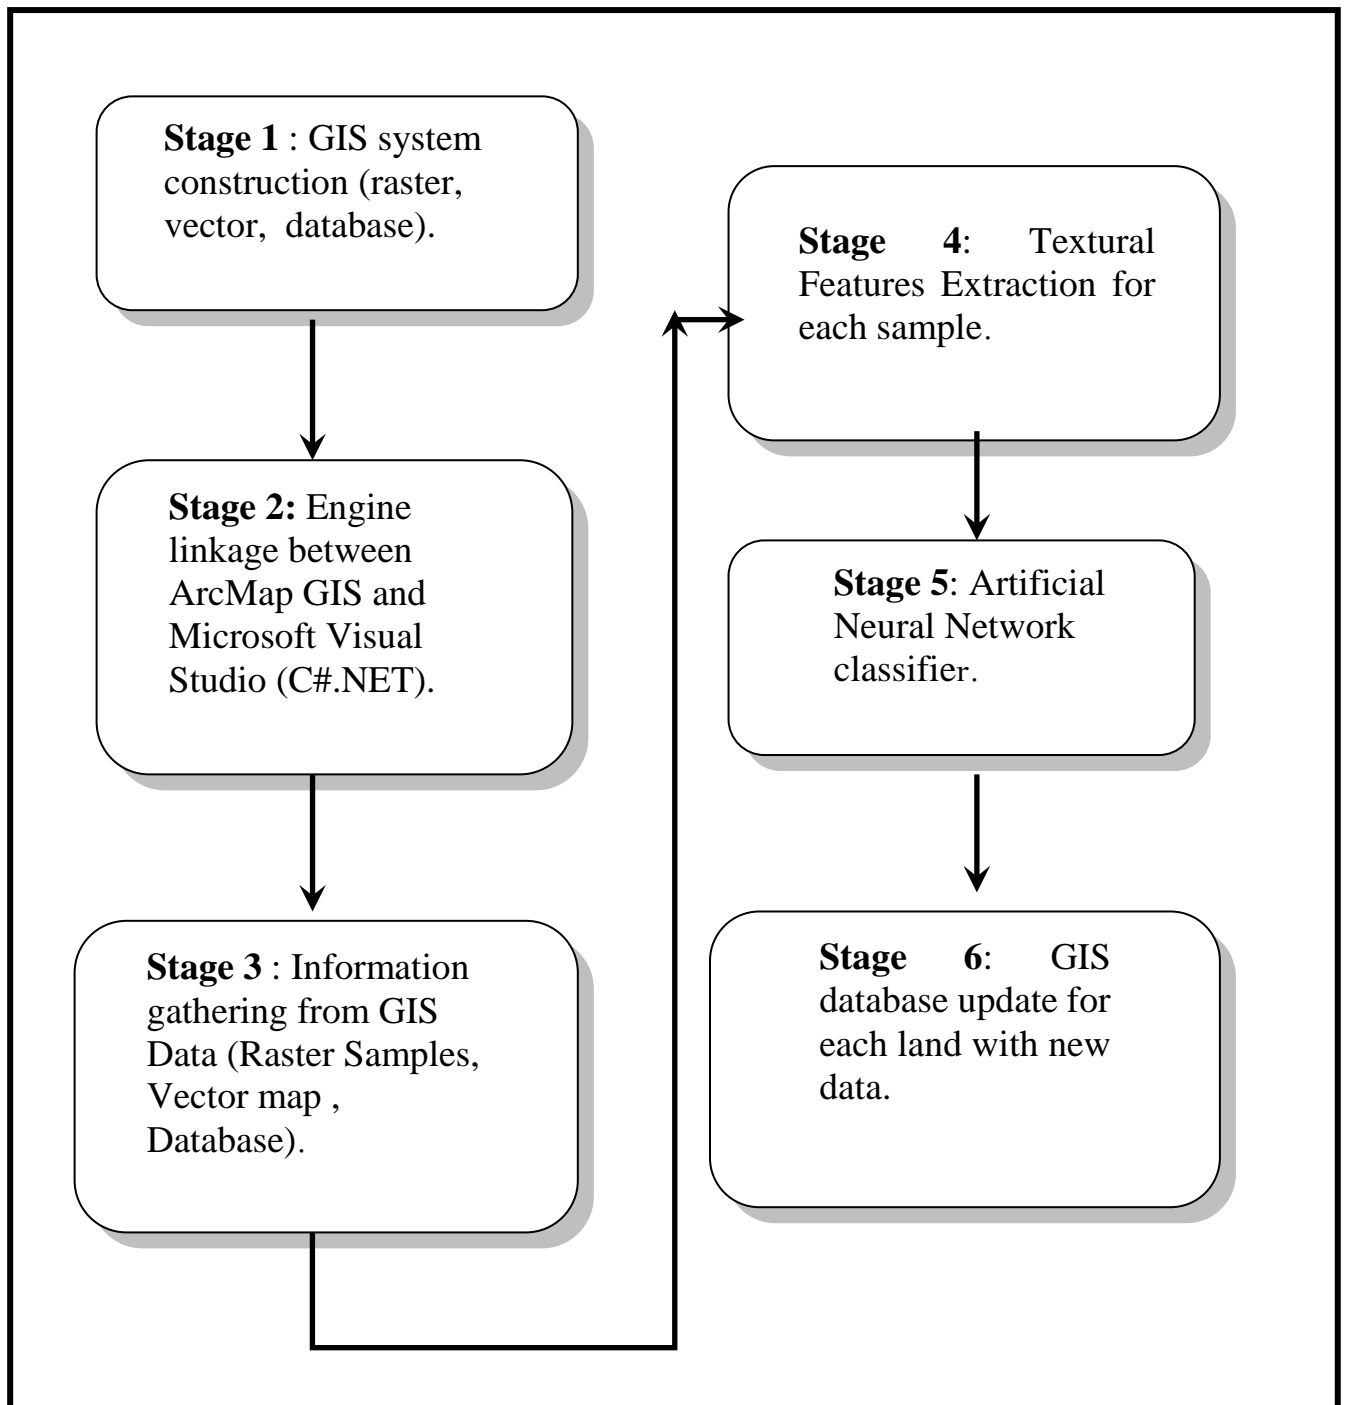 Stage 1 : GIS system
construction (raster,
vector, database).
Stage 2: Engine
linkage between
ArcMap GIS and
Microsoft Visual
Studio (C#.NET).
Stage 3 : Information
gathering from GIS
Data (Raster Samples,
Vector map ,
Database).
Stage 4: Textural
Features Extraction for
each sample.
Stage 5: Artificial
Neural Network
classifier.
Stage 6: GIS
database update for
each land with new
data.